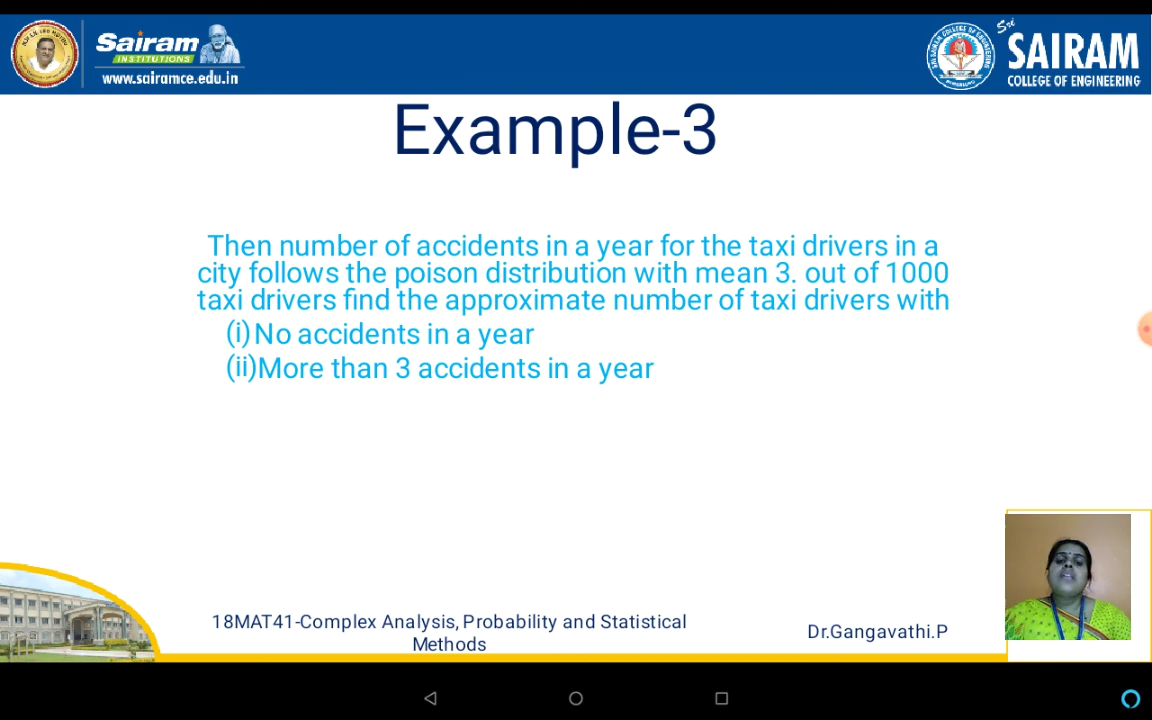 Sairam
INSTITUTIONS
www.sairamce.edu.in
Sri
SAIRAM
COLLEGE OF ENGINEERING
Example-3
Then number of accidents in a year for the taxi drivers in a
city follows the poison distribution with mean 3. out of 1000
taxi drivers find the approximate number of taxi drivers with
(i) No accidents in a year
(ii)More than 3 accidents in a year
18MAT41-Complex Analysis, Probability and Statistical
Methods
Dr.Gangavathi.P